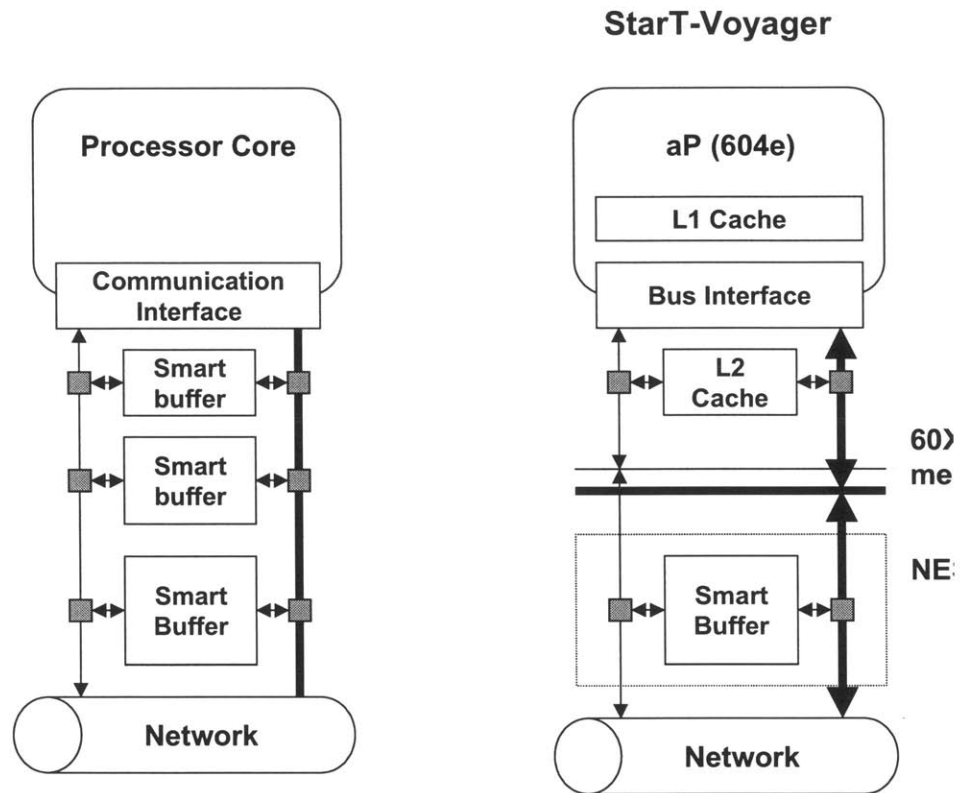 StarT-Voyager
Processor Core
Communication
Interface
Smart
buffer
Smart
buffer
Smart
Buffer
Network
aP (604e)
L1 Cache
Bus Interface
L2
Cache
Smart
Buffer
Network